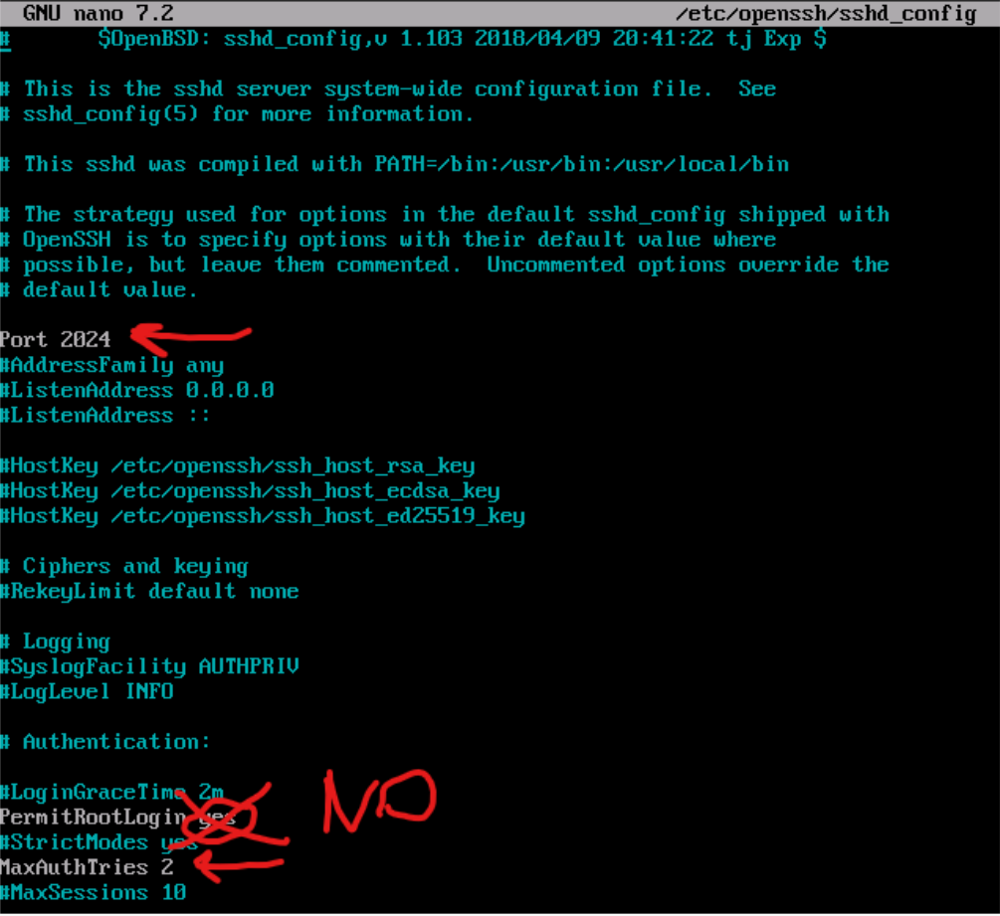 GNU nano 7.2 /etc/openssh/sshd_config
# $OpenBSD: sshd_config,v 1.103 2018/04/09 20:41:22 tj Exp $
# This is the sshd server system-wide configuration file. See
# sshd_config(5) for more information.
# This sshd was compiled with PATH=/bin:/usr/bin:/usr/local/bin
# The strategy used for options in the default sshd_config shipped with
# OpenSSH is to specify options with their default value where
# possible, but leave them commented. Uncommented options override the
# default value.
Port 2024
#AddressFamily any
#ListenAddress 0.0.0.0
#ListenAddress ::
#HostKey /etc/openssh/ssh_host_rsa_key
#HostKey /etc/openssh/ssh_host_ecdsa_key
#HostKey /etc/openssh/ssh_host_ed25519_key
# Ciphers and keying
#RekeyLimit default none
# Logging
#SyslogFacility AUTHPRIV
#LogLevel INFO
# Authentication:
#LoginGraceTime 2m
PermitRootLogin yes NO
#StrictModes yes
MaxAuthTries 2
#MaxSessions 10